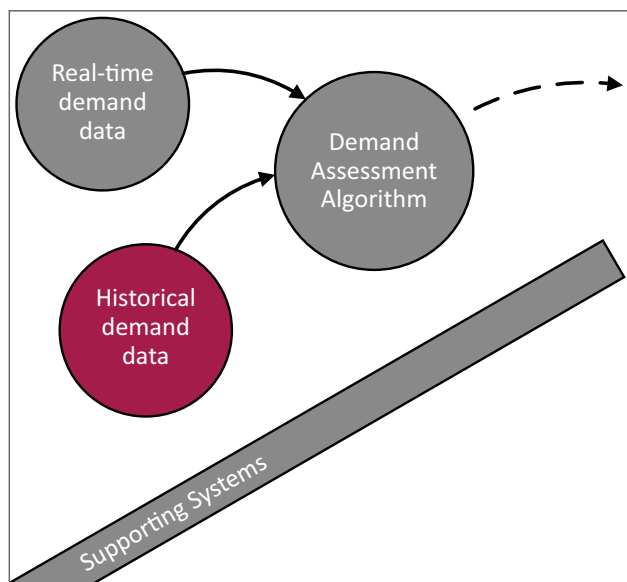 Real-time
demand
data
Demand
Assessment
Algorithm
Historical
demand
data
Supporting Systems